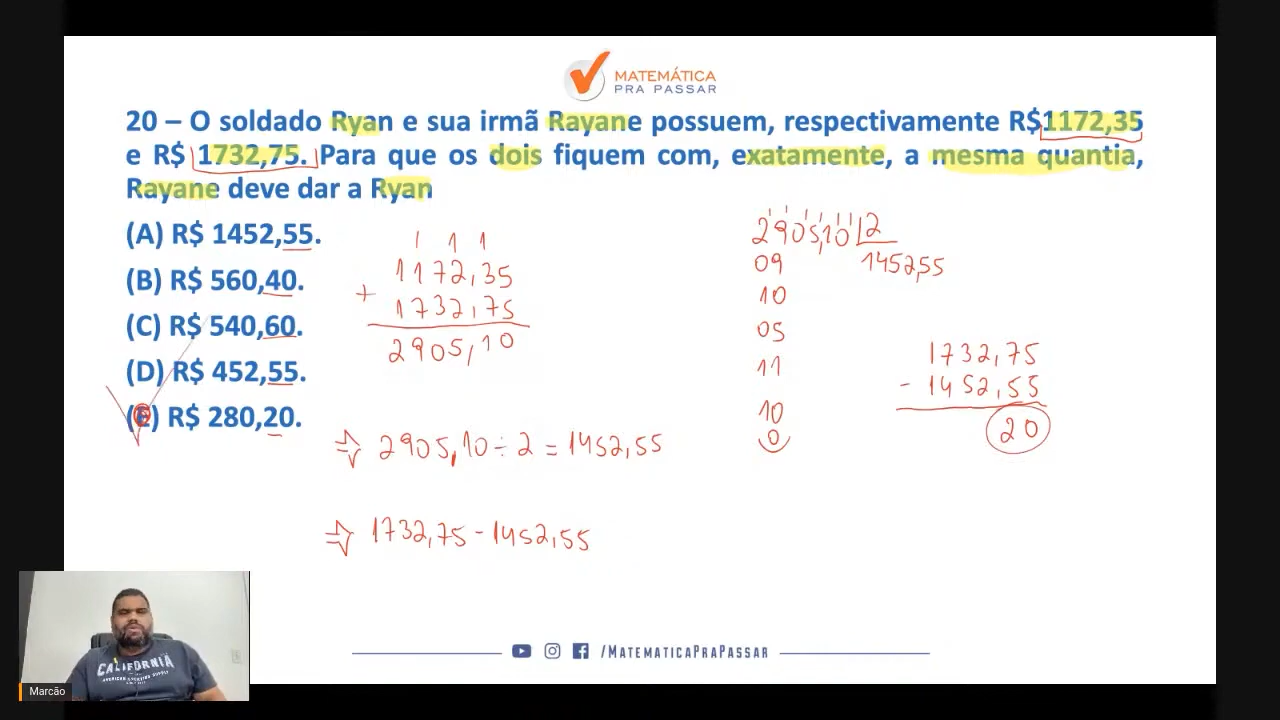 MATEMÁTICA
PRA PASSAR
20 – O soldado Ryan e sua irmã Rayane possuem, respectivamente R$1172,35
e R$ 1732,75. Para que os dois fiquem com, exatamente, a mesma quantia,
Rayane deve dar a Ryan
(A) R$ 1452,55.
(B) R$ 560,40.
(C) R$ 540,60.
(D) R$ 452,55.
(E) R$ 280,20.
1 1 1
1172,35
+ 1732,75
2905,10
⇒ 2905,10 ÷ 2 = 1452,55
⇒ 1732,75 - 1452,55
2905,10 2
09 1452,55
10
05
11
10
0
1732,75
- 1452,55
20
/MATEMATICAPRAPASSAR
CALIFORNIA
Marcão